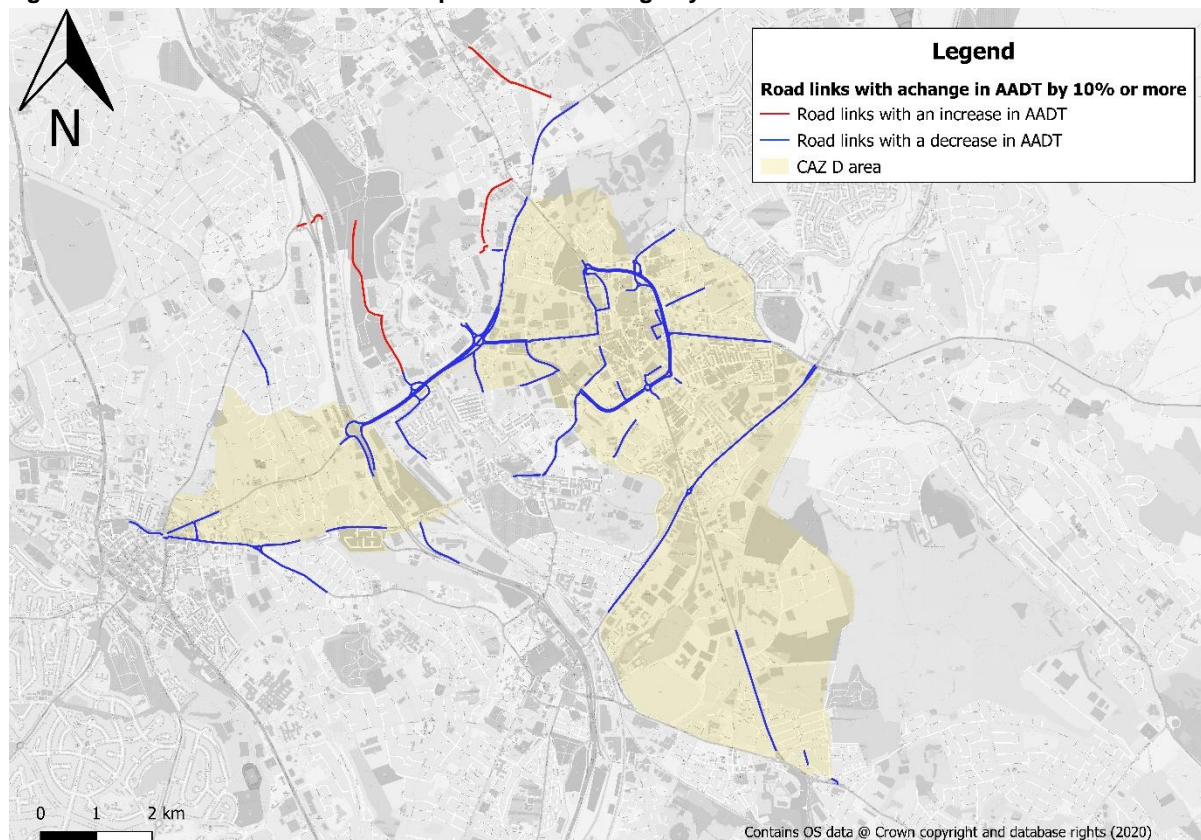 N
Legend
Road links with achange in AADT by 10% or more
Road links with an increase in AADT
Road links with a decrease in AADT
CAZ D area
0 1 2 km
Contains OS data @ Crown copyright and database rights (2020)